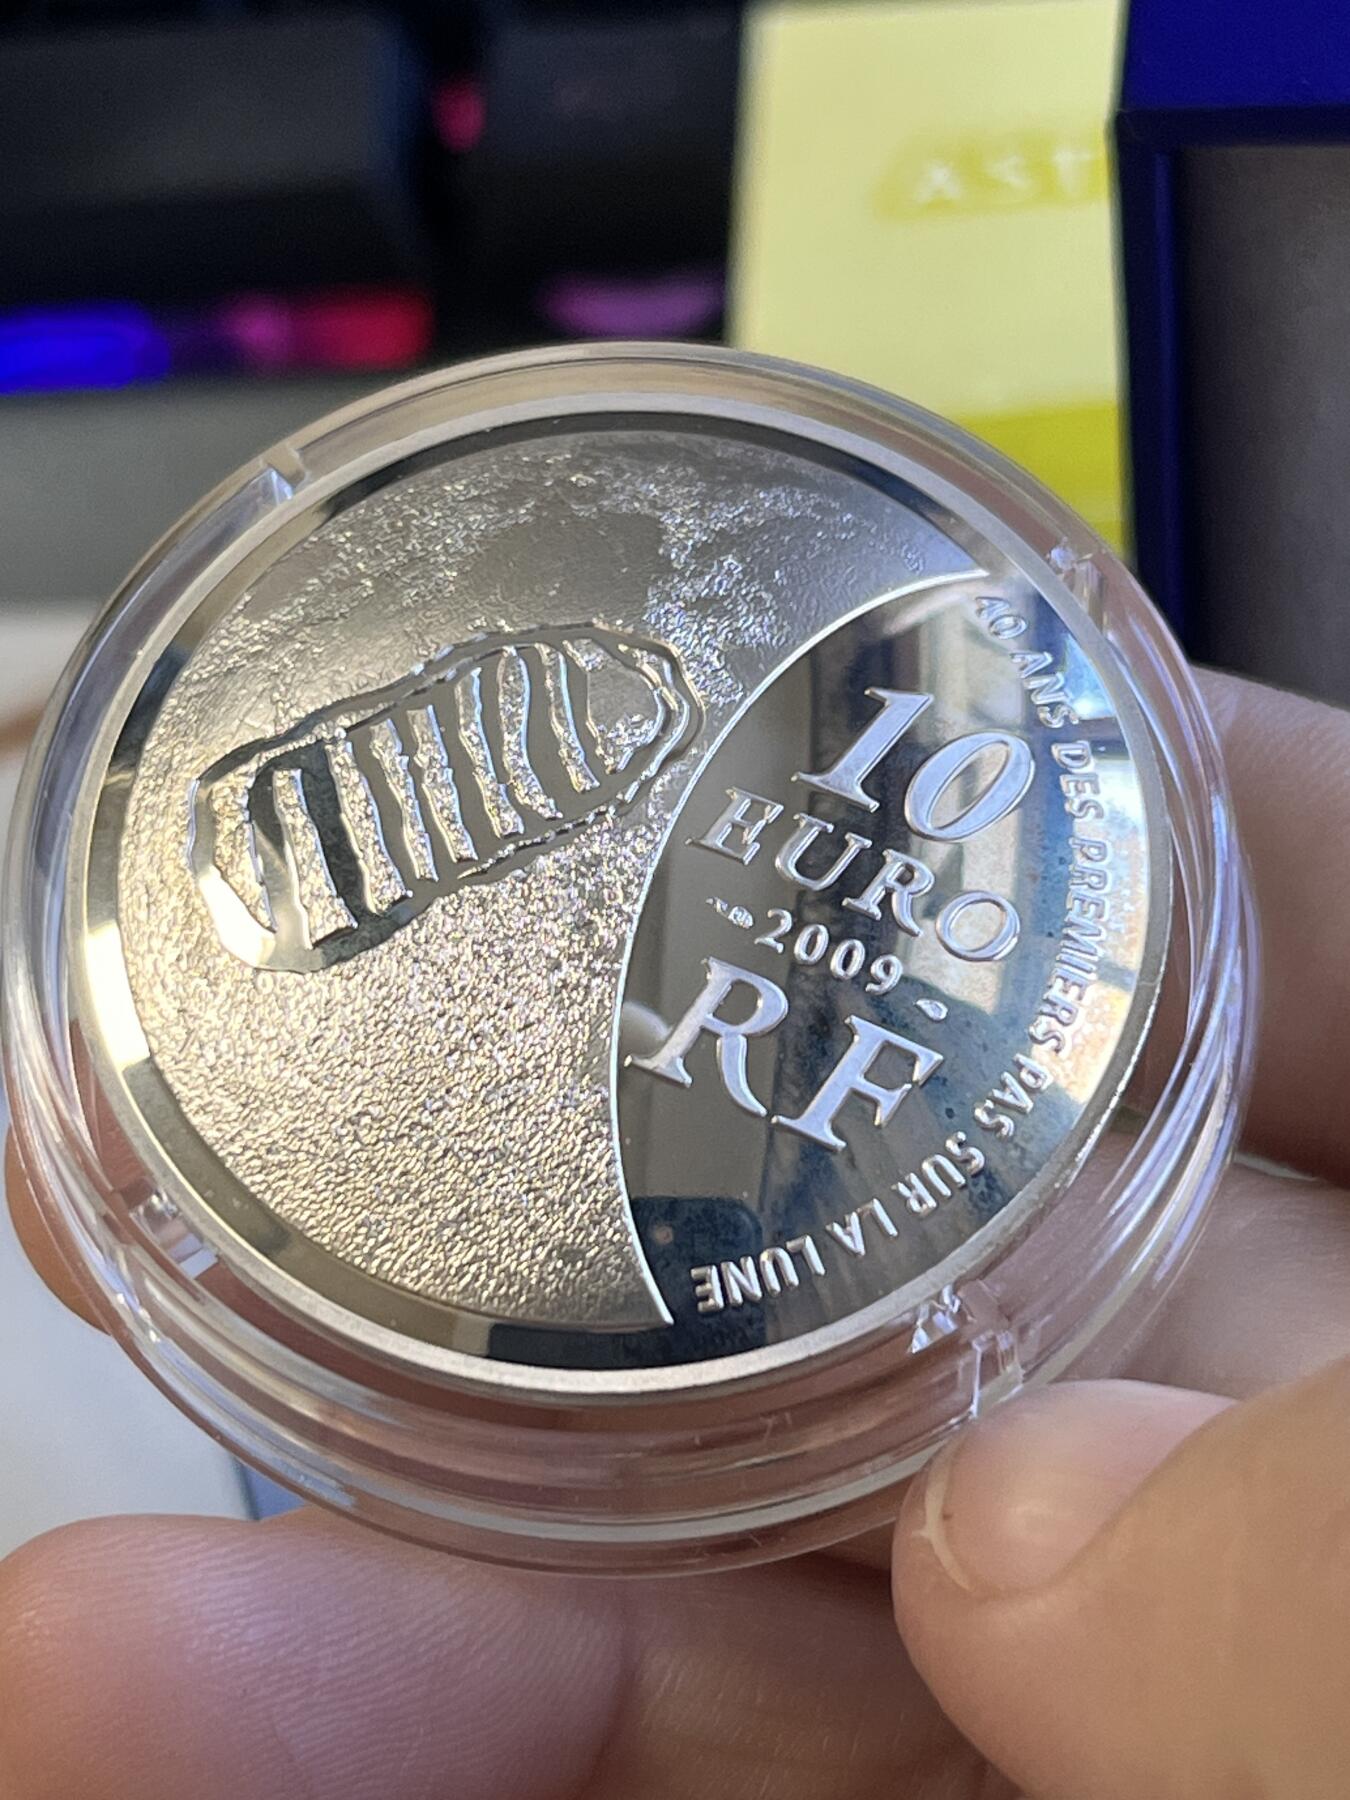 10
EURO
2009
RF
40 ANS DES PREMIERS PAS SUR LA LUNE